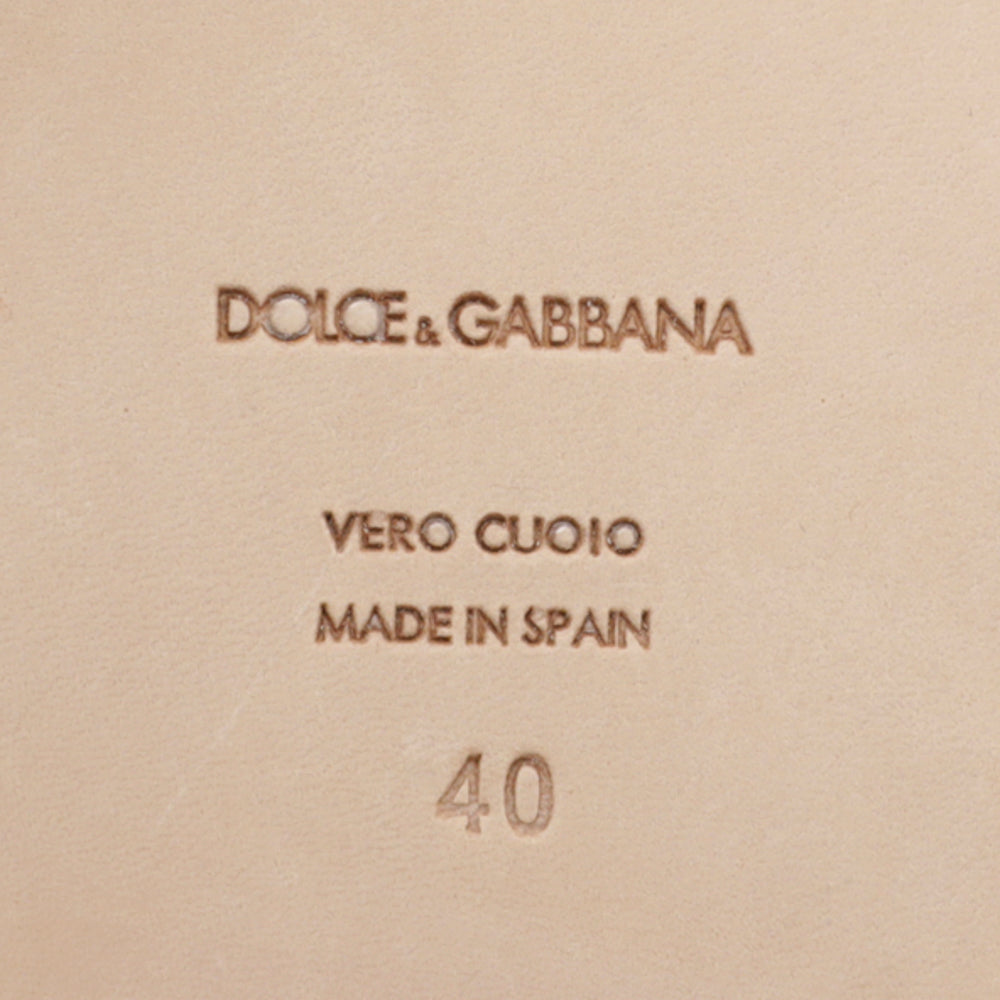 DOLCE & GABBANA
VERO CUOIO
MADE IN SPAIN
40